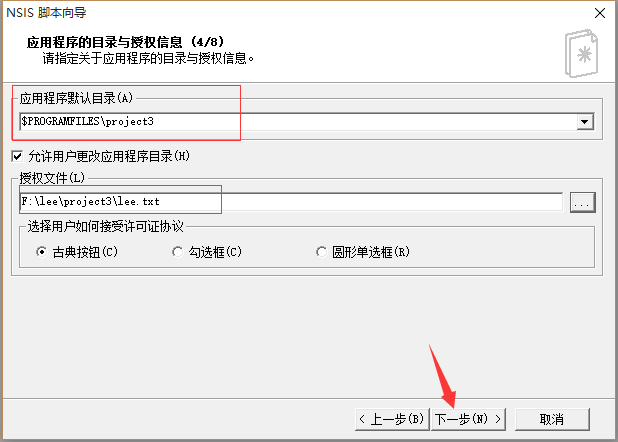 NSIS 脚本向导
应用程序的目录与授权信息 (4/8)
请指定关于应用程序的目录与授权信息。
应用程序默认目录(A)
$PROGRAMFILES\project3
允许用户更改应用程序目录(H)
授权文件(L)
F:\lee\project3\lee.txt
...
选择用户如何接受许可证协议
古典按钮(C) 勾选框(C) 圆形单选框(R)
< 上一步(B) 下一步(N) > 取消